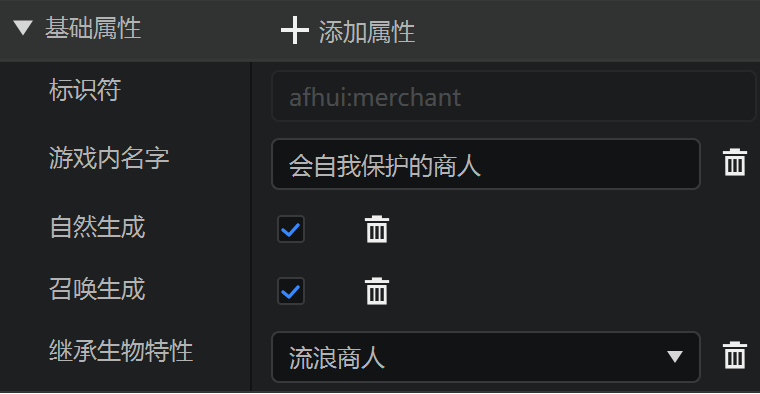 基础属性 添加属性
标识符 afhui:merchant
游戏内名字 会自我保护的商人
自然生成
召唤生成
继承生物特性 流浪商人